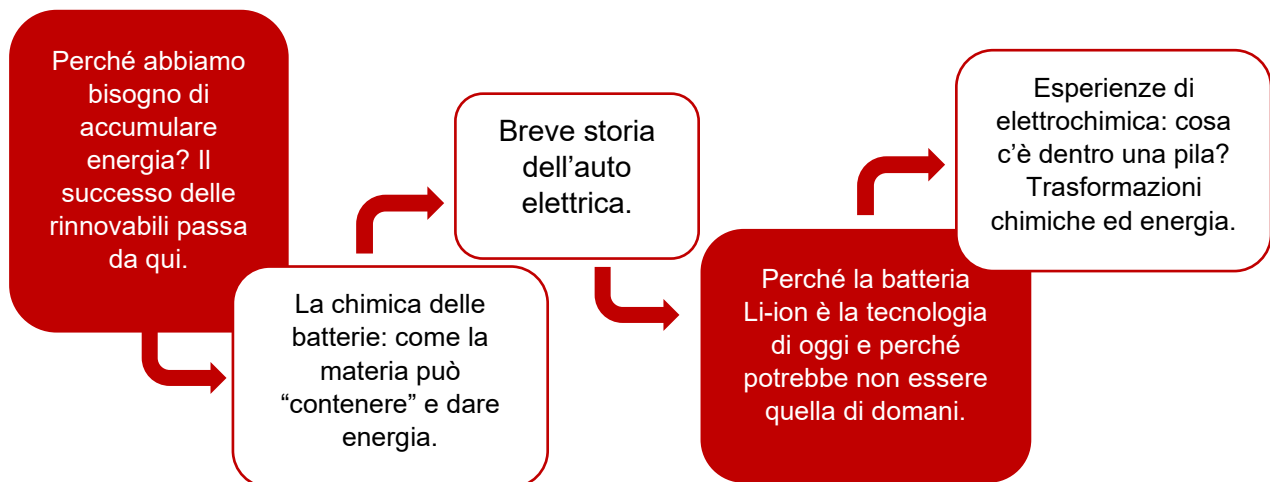 Perché abbiamo
bisogno di
accumulare
energia? Il
successo delle
rinnovabili passa
da qui.
La chimica delle
batterie: come la
materia può
“contenere” e dare
energia.
Breve storia
dell’auto
elettrica.
Perché la batteria
Li-ion è la tecnologia
di oggi e perché
potrebbe non essere
quella di domani.
Esperienze di
elettrochimica: cosa
c’è dentro una pila?
Trasformazioni
chimiche ed energia.